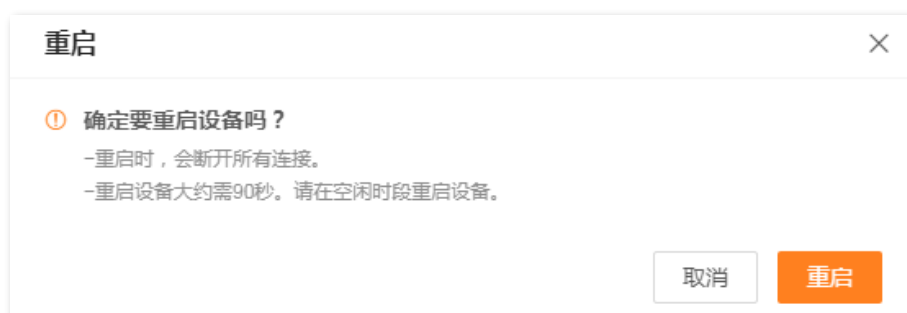 重启
确定要重启设备吗？
-重启时，会断开所有连接。
-重启设备大约需90秒。请在空闲时段重启设备。
取消
重启